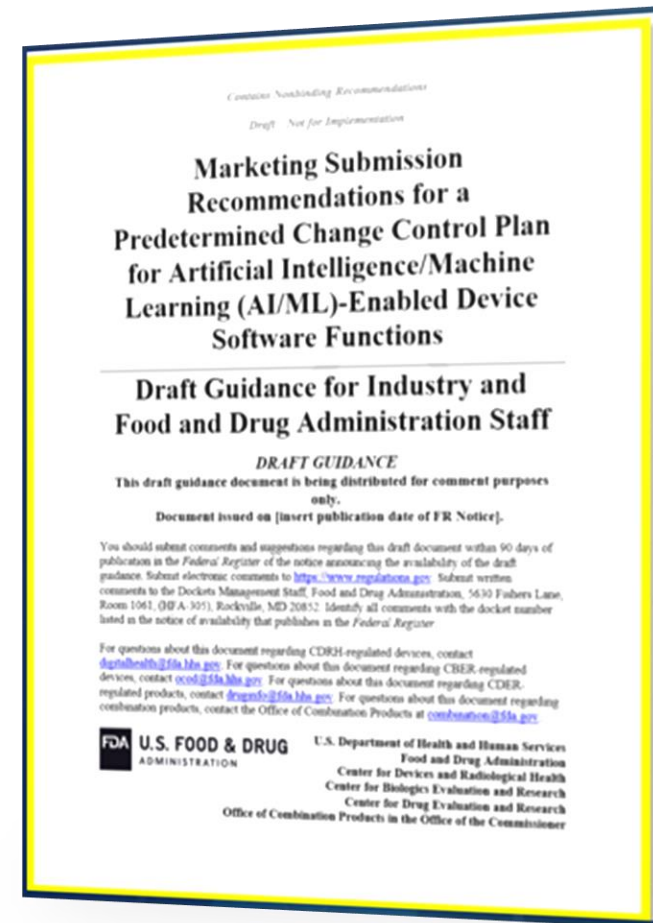 Contains Nonbinding Recommendations
Draft – Not for Implementation
Marketing Submission
Recommendations for a
Predetermined Change Control Plan
for Artificial Intelligence/Machine
Learning (AI/ML)-Enabled Device
Software Functions
Draft Guidance for Industry and
Food and Drug Administration Staff
DRAFT GUIDANCE
This draft guidance document is being distributed for comment purposes
only.
Document issued on [insert publication date of FR Notice].
You should submit comments and suggestions regarding this draft document within 90 days of
publication in the Federal Register of the notice announcing the availability of the draft
guidance. Submit electronic comments to https://www.regulations.gov. Submit written
comments to the Dockets Management Staff, Food and Drug Administration, 5630 Fishers Lane,
Room 1061, (HFA-305), Rockville, MD 20852. Identify all comments with the docket number
listed in the notice of availability that publishes in the Federal Register.
For questions about this document regarding CDRH-regulated devices, contact
digitalhealth@fda.hhs.gov. For questions about this document regarding CBER-regulated
devices, contact ocod@fda.hhs.gov. For questions about this document regarding CDER-
regulated products, contact druginfo@fda.hhs.gov. For questions about this document regarding
combination products, contact the Office of Combination Products at combination@fda.gov.
FDA U.S. FOOD & DRUG
ADMINISTRATION
U.S. Department of Health and Human Services
Food and Drug Administration
Center for Devices and Radiological Health
Center for Biologics Evaluation and Research
Center for Drug Evaluation and Research
Office of Combination Products in the Office of the Commissioner